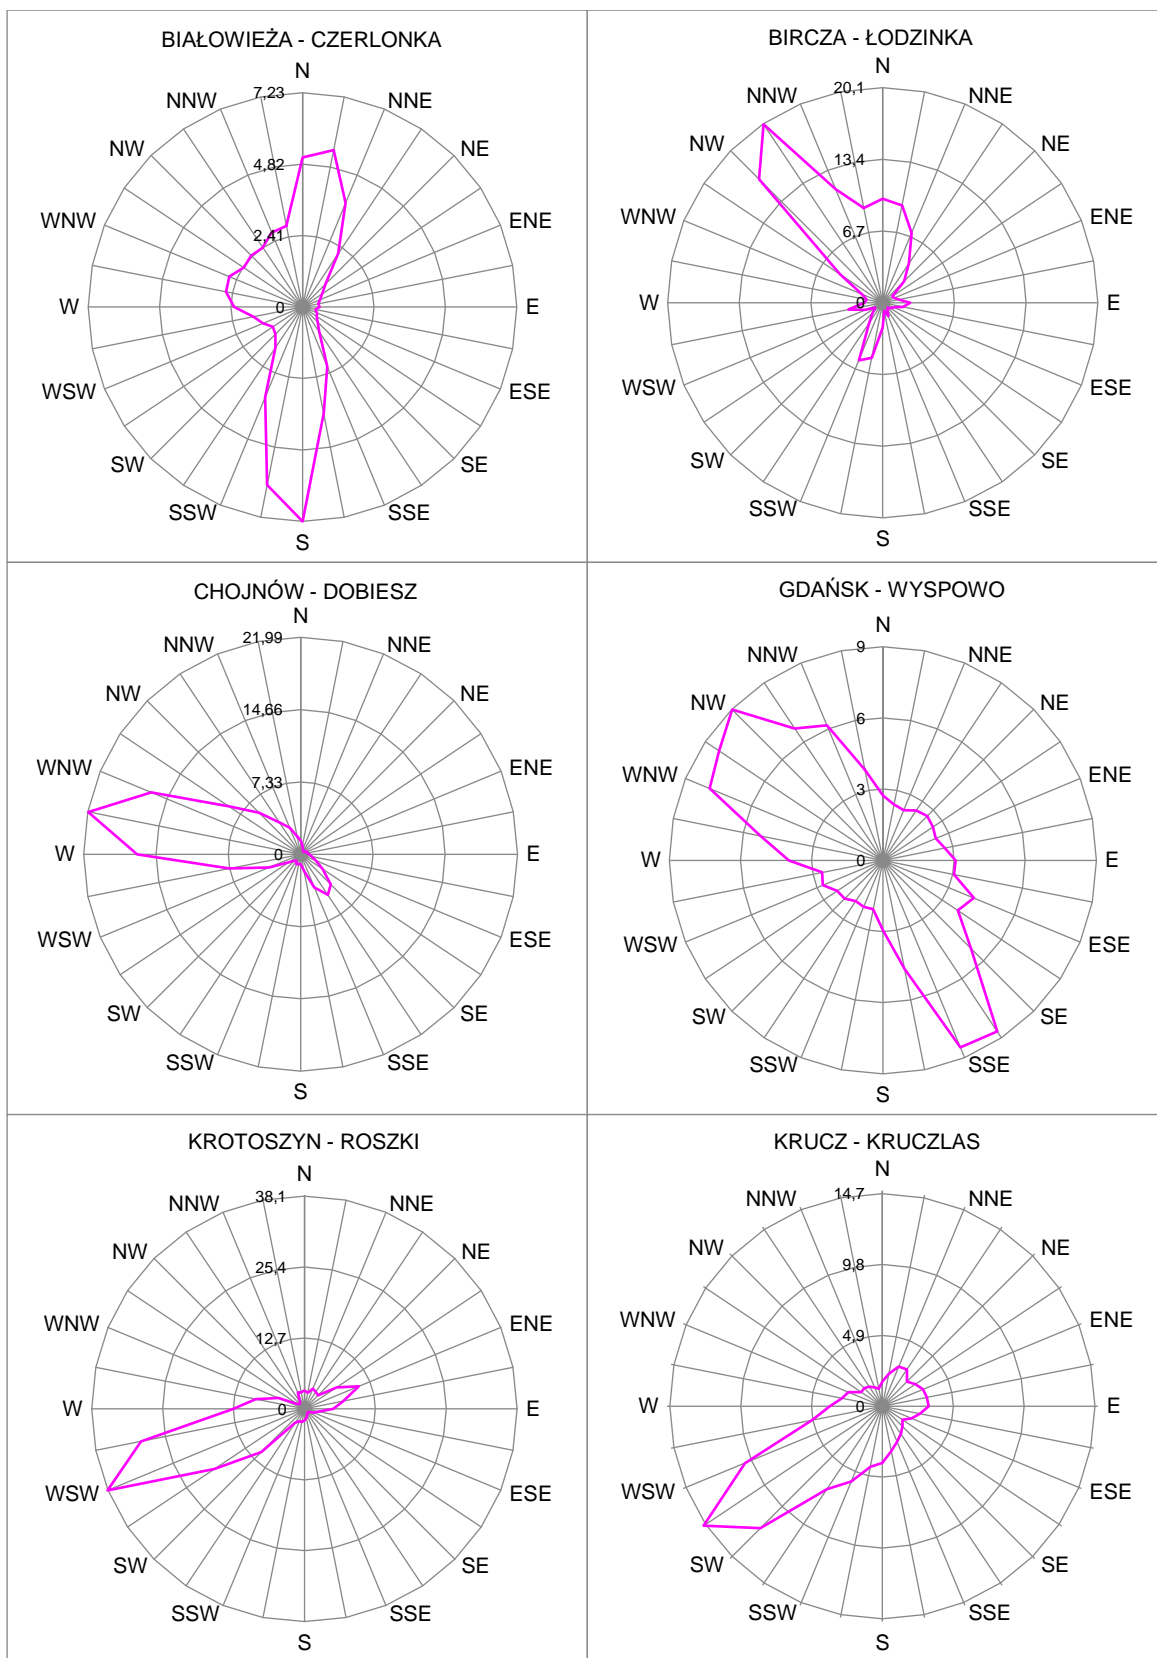 BIAŁOWIEŻA - CZERLONKA
N
7,23
NNW
NNE
NW
4,82
NE
WNW
2,41
ENE
W
0
E
WSW
ESE
SW
SE
SSW
SSE
S
BIRCZA - ŁODZINKA
N
20,1
NNW
NNE
NW
13,4
NE
WNW
6,7
ENE
W
0
E
WSW
ESE
SW
SE
SSW
SSE
S
CHOJNÓW - DOBIESZ
N
21,99
NNW
NNE
NW
14,66
NE
WNW
7,33
ENE
W
0
E
WSW
ESE
SW
SE
SSW
SSE
S
GDAŃSK - WYSPOWO
N
9
NNW
NNE
NW
6
NE
WNW
3
ENE
W
0
E
WSW
ESE
SW
SE
SSW
SSE
S
KROTOSZYN - ROSZKI
N
38,1
NNW
NNE
NW
25,4
NE
WNW
12,7
ENE
W
0
E
WSW
ESE
SW
SE
SSW
SSE
S
KRUCZ - KRUCZLAS
N
14,7
NNW
NNE
NW
9,8
NE
WNW
4,9
ENE
W
0
E
WSW
ESE
SW
SE
SSW
SSE
S